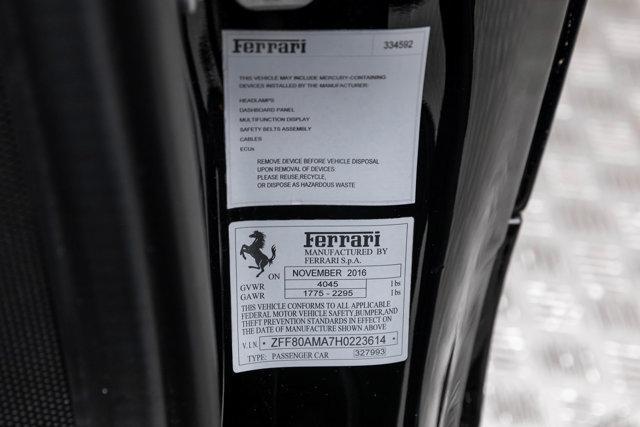 Ferrari 334592
THIS VEHICLE MAY INCLUDE MERCURY-CONTAINING
DEVICES INSTALLED BY THE MANUFACTURER:
HEADLAMPS
DASHBOARD PANEL
MULTIFUNCTION DISPLAY
SAFETY BELTS ASSEMBLY
CABLES
ECUs
REMOVE DEVICE BEFORE VEHICLE DISPOSAL
UPON REMOVAL OF DEVICES:
PLEASE REUSE,RECYCLE,
OR DISPOSE AS HAZARDOUS WASTE
Ferrari
MANUFACTURED BY
FERRARI S.p.A.
ON NOVEMBER 2016
GVWR 4045 lbs
GAWR 1775 - 2295 lbs
THIS VEHICLE CONFORMS TO ALL APPLICABLE
FEDERAL MOTOR VEHICLE SAFETY,BUMPER,AND
THEFT PREVENTION STANDARDS IN EFFECT ON
THE DATE OF MANUFACTURE SHOWN ABOVE
V.I.N. • ZFF80AMA7H0223614 •
TYPE: PASSENGER CAR 327993